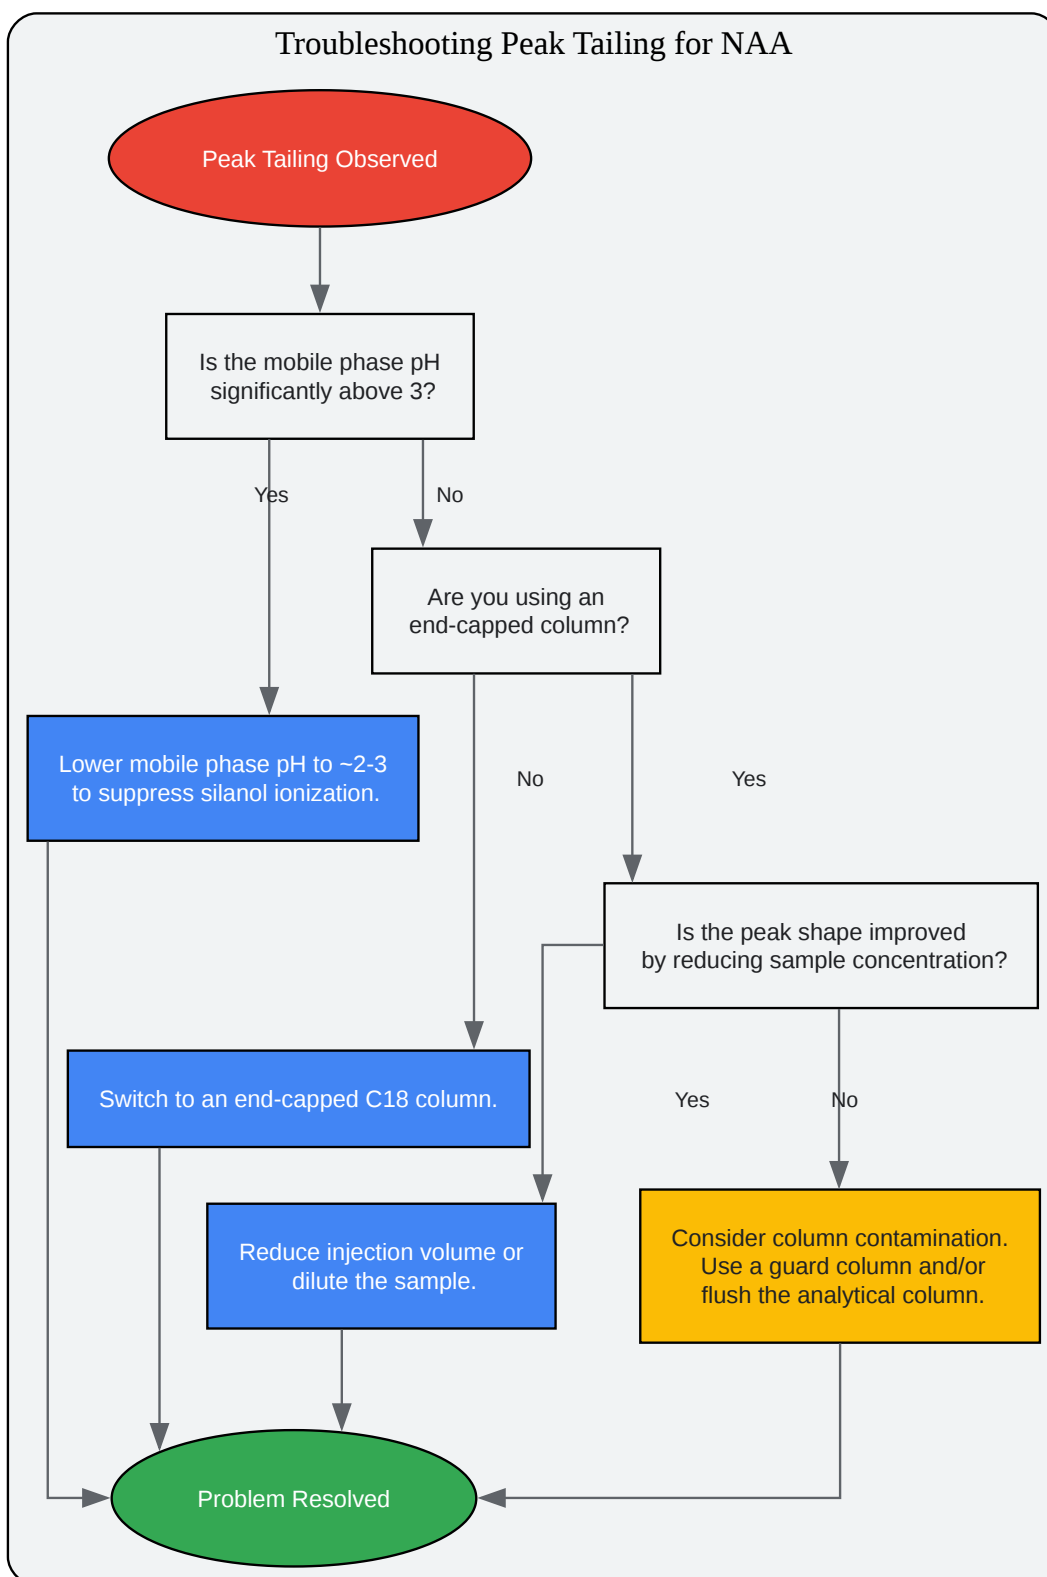 Troubleshooting Peak Tailing for NAA
Peak Tailing Observed
Is the mobile phase pH
significantly above 3?
Yes
No
Are you using an
end-capped column?
Lower mobile phase pH to ~2-3
to suppress silanol ionization.
No
Yes
Is the peak shape improved
by reducing sample concentration?
Switch to an end-capped C18 column.
Yes
No
Reduce injection volume or
dilute the sample.
Consider column contamination.
Use a guard column and/or
flush the analytical column.
Problem Resolved